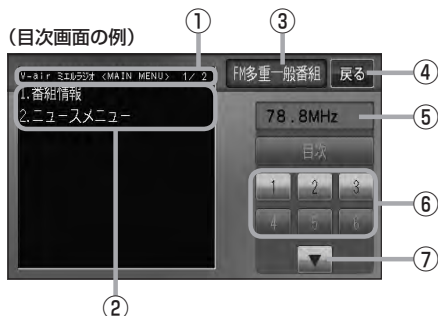 (目次画面の例)
① ③
V-air ミエルラジオ <MAIN MENU> 1/ 2
FM多重一般番組 戻る ④
1.番組情報
2.ニュースメニュー
78.8MHz ⑤
目次
1 2 3
4 5 6
⑥
▼ ⑦
②